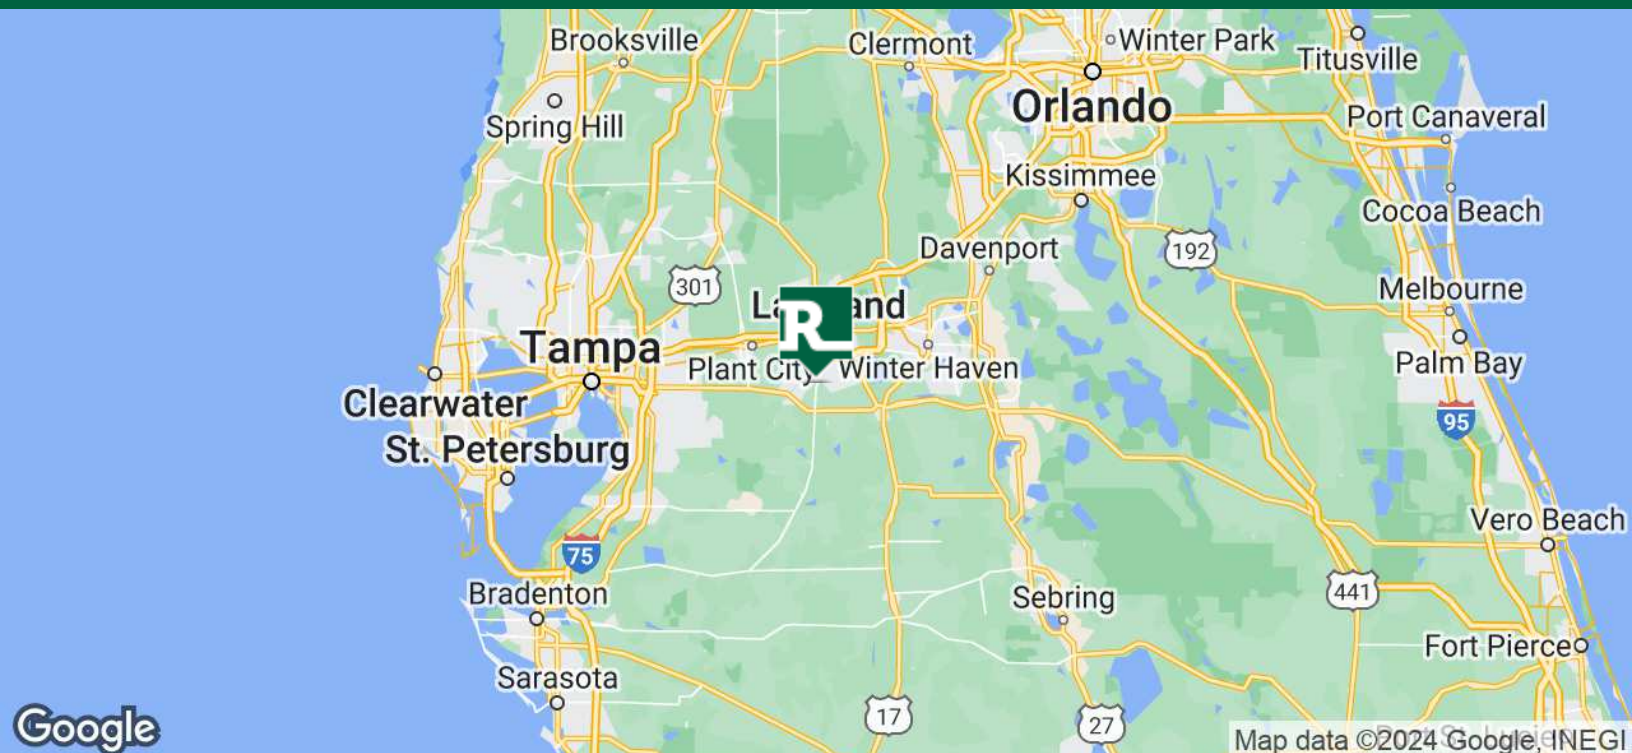 Brooksville
Clermont
Winter Park
Titusville
Orlando
Spring Hill
Port Canaveral
Kissimmee
Cocoa Beach
Davenport
192
301
Melbourne
La
and
R
Tampa
Plant City
Winter Haven
Palm Bay
Clearwater
95
St. Petersburg
Vero Beach
75
Bradenton
Sebring
441
Fort Pierce
Sarasota
17
27
Google
Map data ©2024 Google, INEGI